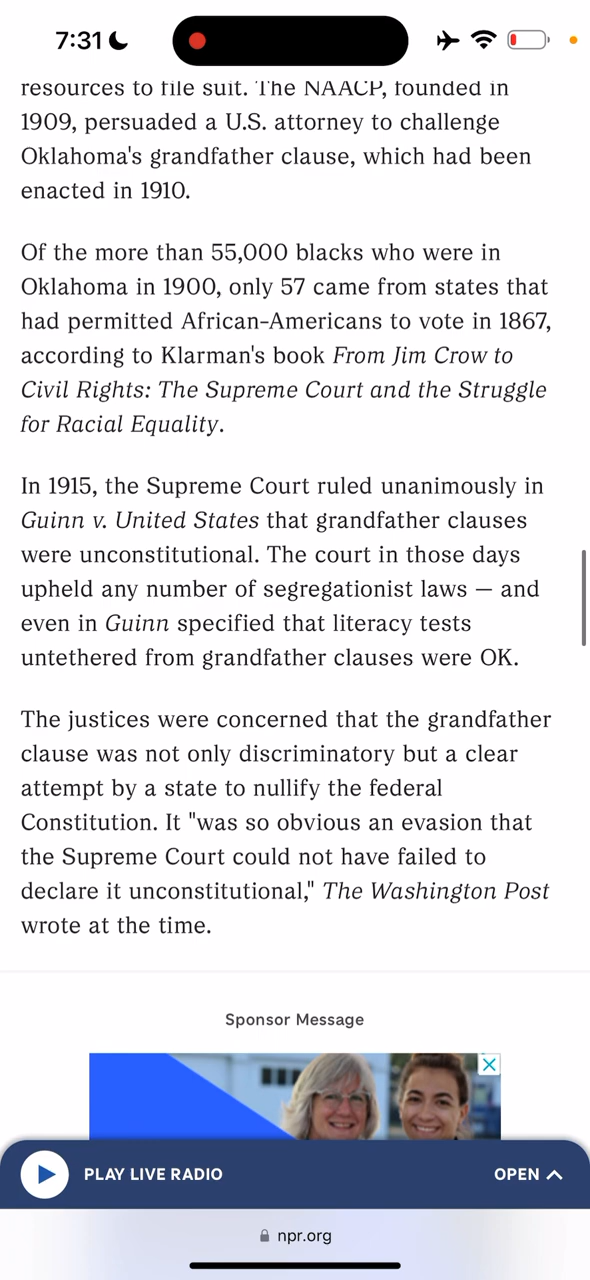 7:31
resources to file suit. The NAACP, founded in
1909, persuaded a U.S. attorney to challenge
Oklahoma's grandfather clause, which had been
enacted in 1910.
Of the more than 55,000 blacks who were in
Oklahoma in 1900, only 57 came from states that
had permitted African-Americans to vote in 1867,
according to Klarman's book From Jim Crow to
Civil Rights: The Supreme Court and the Struggle
for Racial Equality.
In 1915, the Supreme Court ruled unanimously in
Guinn v. United States that grandfather clauses
were unconstitutional. The court in those days
upheld any number of segregationist laws — and
even in Guinn specified that literacy tests
untethered from grandfather clauses were OK.
The justices were concerned that the grandfather
clause was not only discriminatory but a clear
attempt by a state to nullify the federal
Constitution. It "was so obvious an evasion that
the Supreme Court could not have failed to
declare it unconstitutional," The Washington Post
wrote at the time.
Sponsor Message
PLAY LIVE RADIO OPEN
npr.org